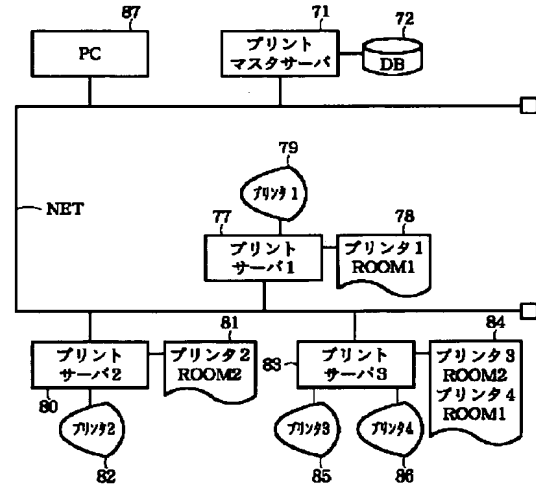 87
PC
71
プリント
マスタサーバ
72
DB
NET
79
プリンタ1
77
プリント
サーバ1
78
プリンタ1
ROOM1
プリント
サーバ2
80
81
プリンタ2
ROOM2
プリンタ2
82
83
プリント
サーバ3
84
プリンタ3
ROOM2
プリンタ4
ROOM1
プリンタ3
85
プリンタ4
86